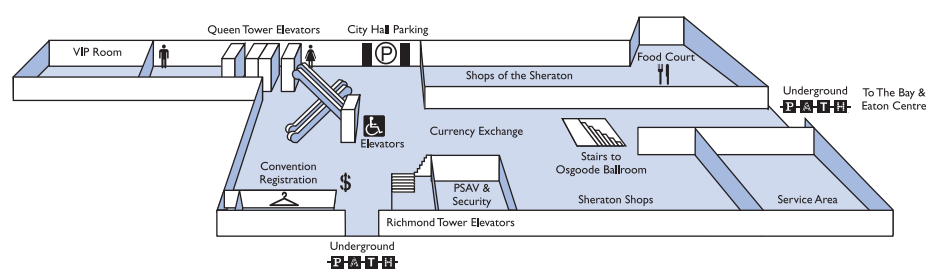 Queen Tower Elevators
City Hall Parking
VIP Room
P
Food Court
Shops of the Sheraton
Underground
PATH
To The Bay &
Eaton Centre
Elevators
Currency Exchange
Stairs to
Osgoode Ballroom
Convention
Registration
$
PSAV &
Security
Sheraton Shops
Service Area
Richmond Tower Elevators
Underground
PATH